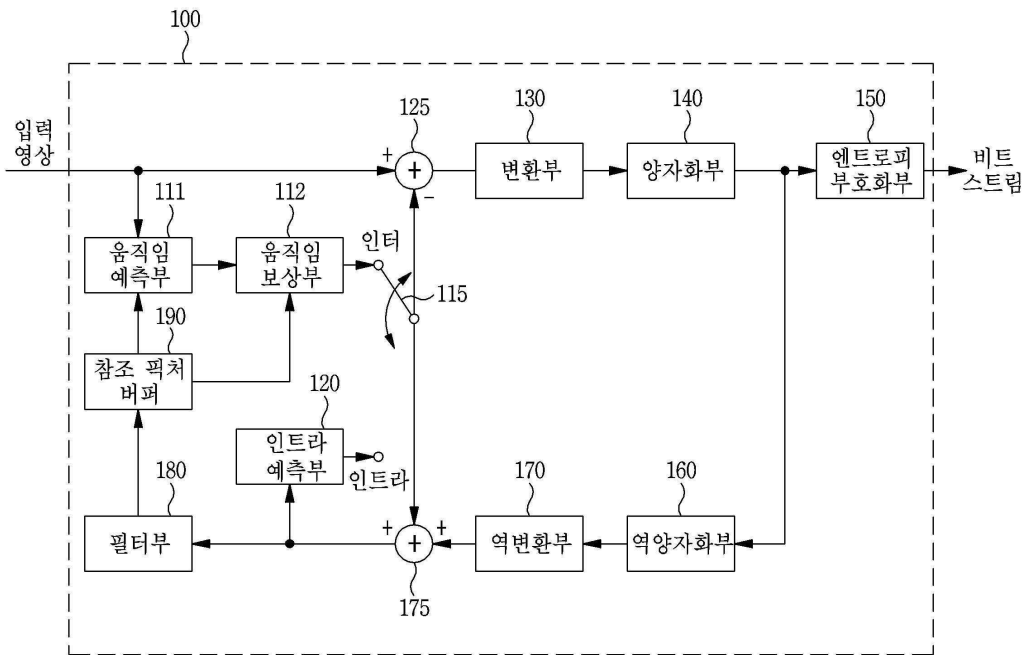 100
입력
영상
125
130
140
150
+
+
-
변환부
양자화부
엔트로피
부호화부
비트
스트림
111
112
움직임
예측부
움직임
보상부
인터
115
190
참조 픽처
버퍼
120
인트라
예측부
인트라
180
170
160
필터부
+
+
+
역변환부
역양자화부
175